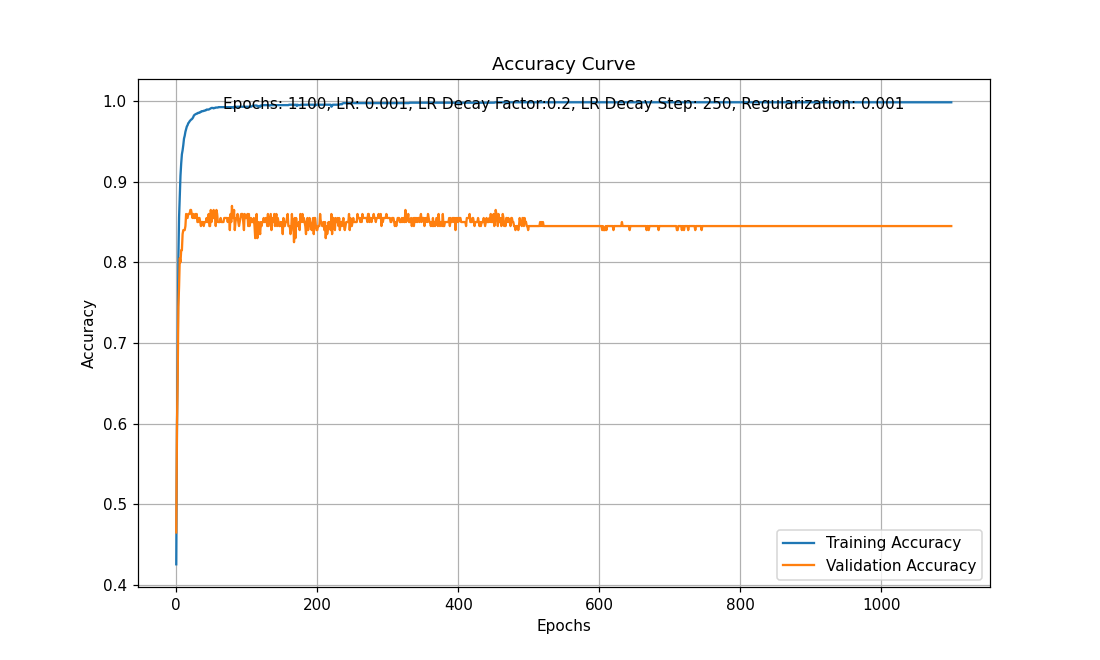 Accuracy Curve
Epochs: 1100, LR: 0.001, LR Decay Factor:0.2, LR Decay Step: 250, Regularization: 0.001
1.0
0.9
0.8
0.7
0.6
0.5
0.4
Accuracy
0 200 400 600 800 1000
Epochs
Training Accuracy
Validation Accuracy